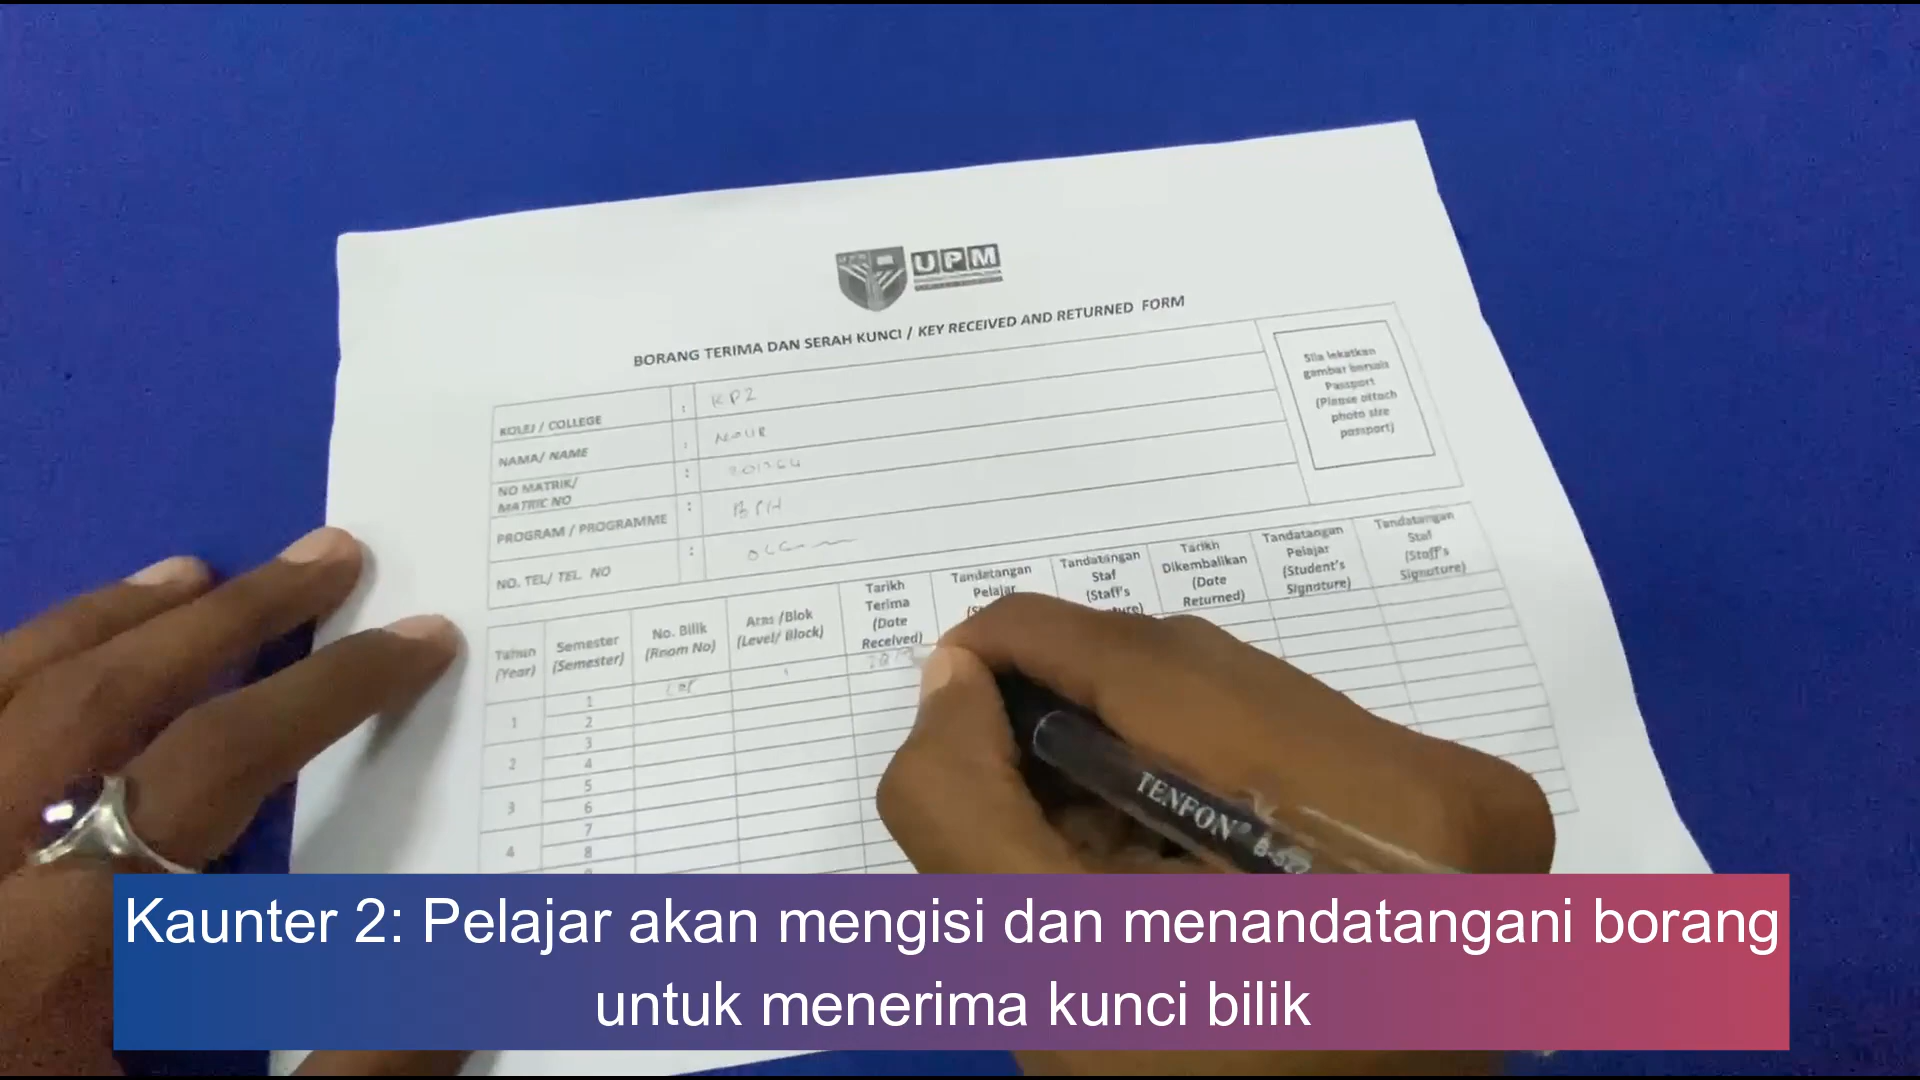 UPM
BORANG TERIMA DAN SERAH KUNCI / KEY RECEIVED AND RETURNED FORM
KOLEJ / COLLEGE : KPZ
NAMA/ NAME : NOUR
NO MATRIK/
MATRIC NO :
PROGRAM / PROGRAMME :
NO. TEL/ TEL. NO :
Sila lekatkan
gambar bersaiz
Passport
(Please attach
photo size
passport)
Tahun
(Year)
Semester
(Semester)
No. Bilik
(Room No)
Aras /Blok
(Level/ Block)
Tarikh
Terima
(Date
Received)
Tandatangan
Pelajar
Tandatangan
Staf
(Staff's
Tarikh
Dikembalikan
(Date
Returned)
Tandatangan
Pelajar
(Student's
Signature)
Tandatangan
Staf
(Staff's
Signature)
1
1
2
2
3
4
3
5
6
4
7
8
TENFON
Kaunter 2: Pelajar akan mengisi dan menandatangani borang
untuk menerima kunci bilik